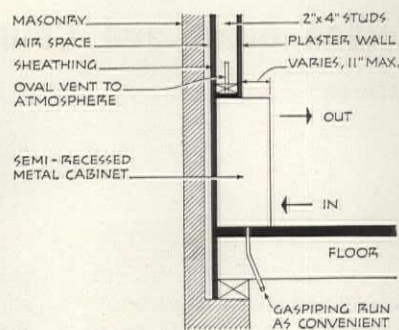 MASONRY
AIR SPACE
SHEATHING
OVAL VENT TO
ATMOSPHERE
2"x 4" STUDS
PLASTER WALL
VARIES, 11" MAX.
OUT
SEMI-RECESSED
METAL CABINET
IN
FLOOR
GASPIPING RUN
AS CONVENIENT